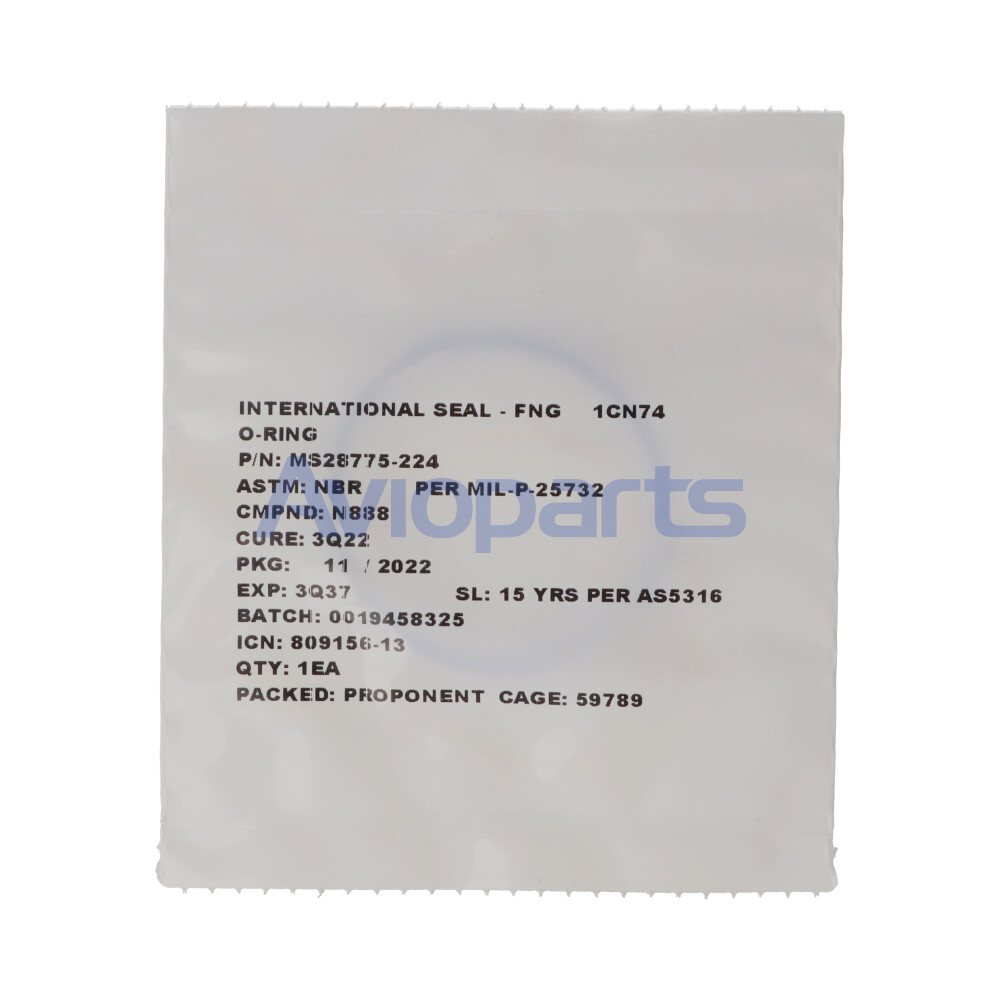 INTERNATIONAL SEAL - FNG 1CN74
O-RING
P/N: MS28775-224
ASTM: NBR PER MIL-P-25732
Avioparts
CMPND: N888
CURE: 3Q22
PKG: 11 / 2022
EXP: 3Q37 SL: 15 YRS PER AS5316
BATCH: 0019458325
ICN: 809156-13
QTY: 1EA
PACKED: PROPONENT CAGE: 59789